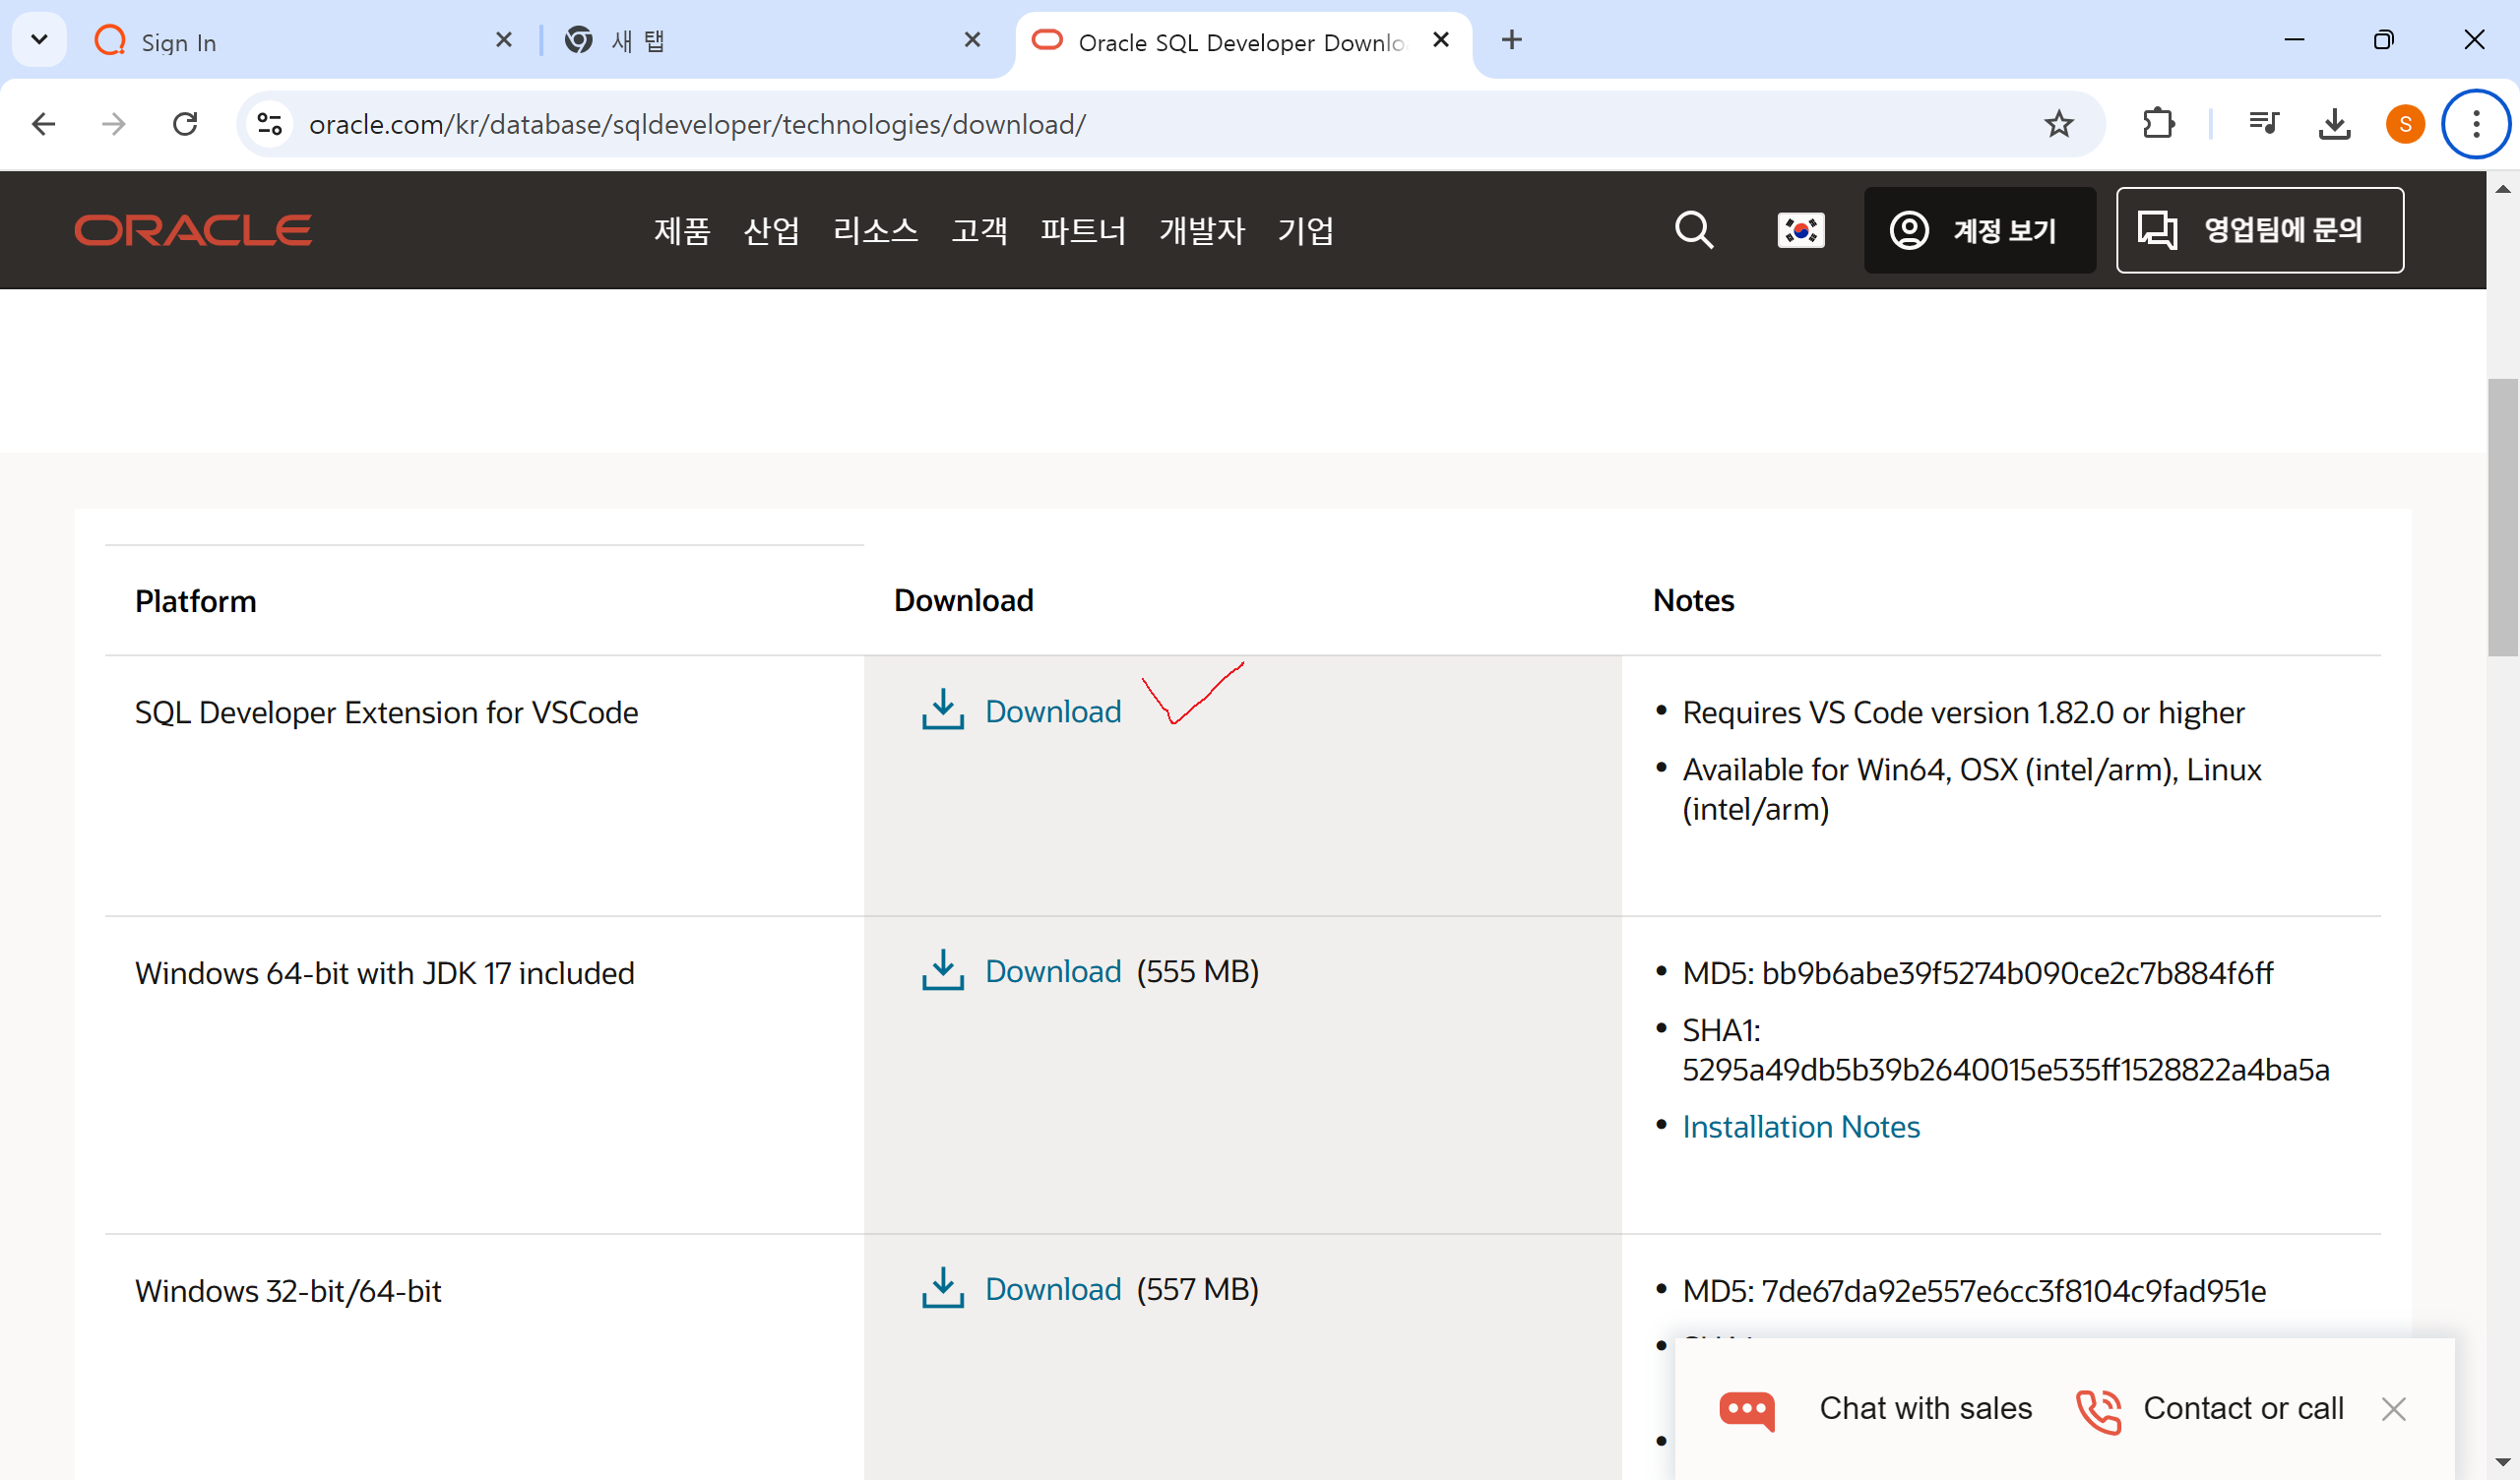 Sign In
새 탭
Oracle SQL Developer Downlo
oracle.com/kr/database/sqldeveloper/technologies/download/
S
ORACLE
제품 산업 리소스 고객 파트너 개발자 기업
계정 보기
영업팀에 문의
Platform Download Notes
SQL Developer Extension for VSCode
Download
• Requires VS Code version 1.82.0 or higher
• Available for Win64, OSX (intel/arm), Linux
(intel/arm)
Windows 64-bit with JDK 17 included
Download (555 MB)
• MD5: bb9b6abe39f5274b090ce2c7b884f6ff
• SHA1:
5295a49db5b39b2640015e535ff1528822a4ba5a
• Installation Notes
Windows 32-bit/64-bit
Download (557 MB)
• MD5: 7de67da92e557e6cc3f8104c9fad951e
Chat with sales
Contact or call